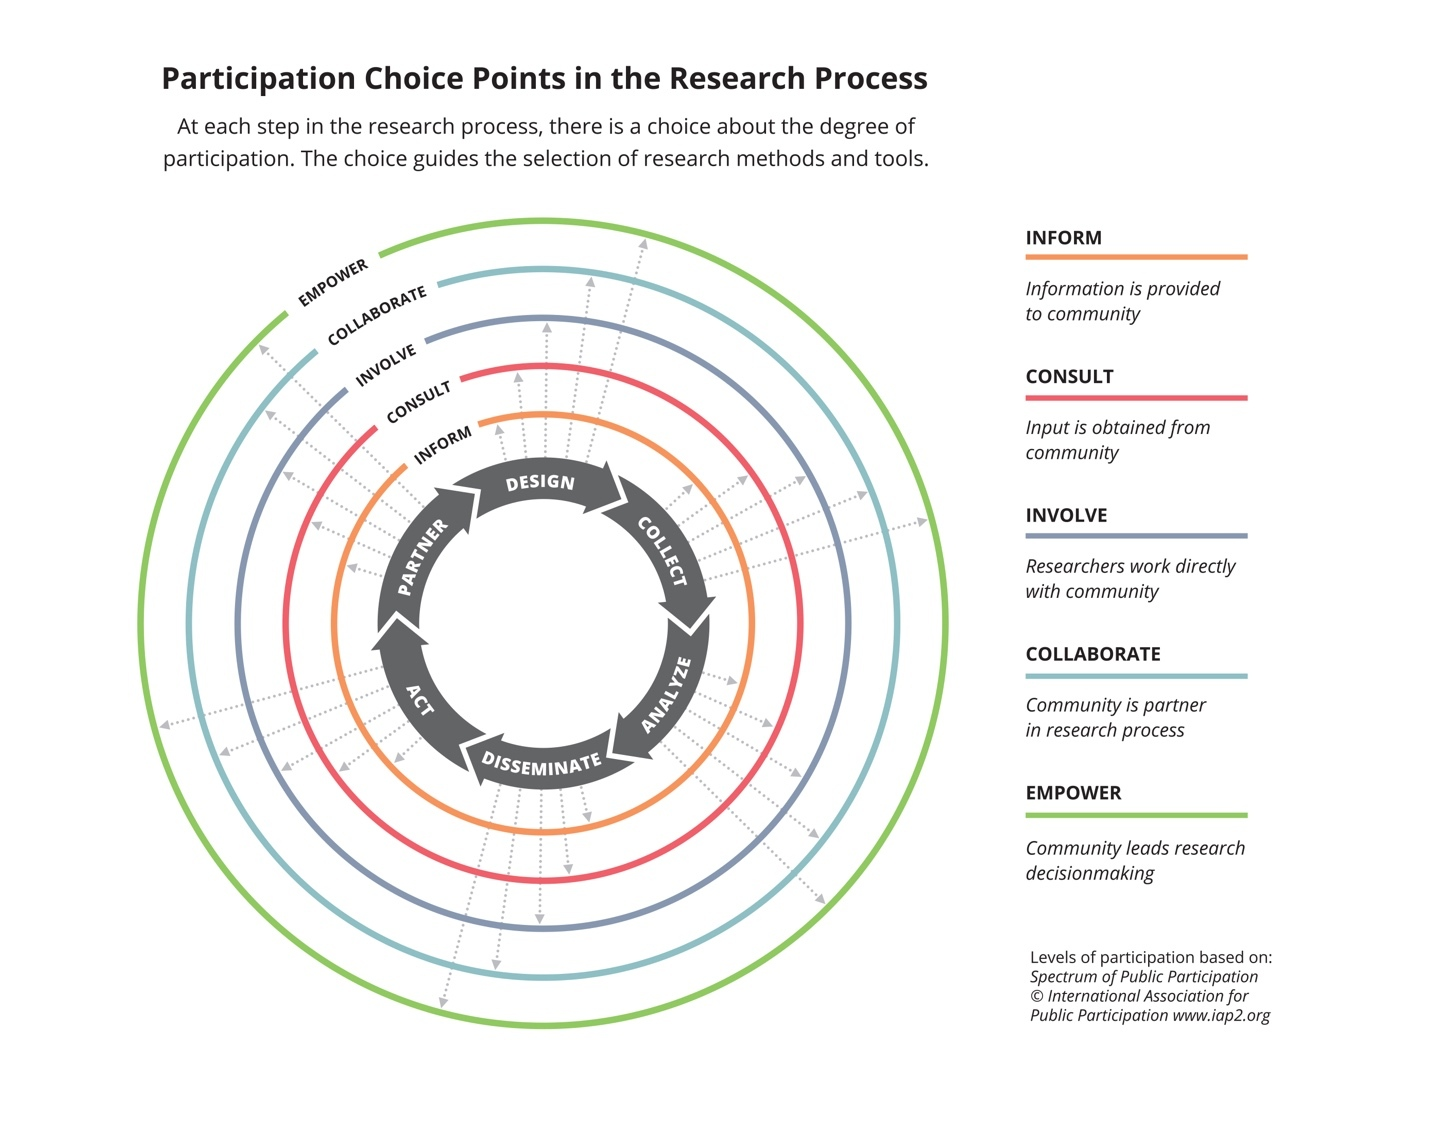 Participation Choice Points in the Research Process
At each step in the research process, there is a choice about the degree of
participation. The choice guides the selection of research methods and tools.
EMPOWER
COLLABORATE
INVOLVE
CONSULT
INFORM
DESIGN
COLLECT
ANALYZE
DISSEMINATE
ACT
PARTNER
INFORM
Information is provided
to community
CONSULT
Input is obtained from
community
INVOLVE
Researchers work directly
with community
COLLABORATE
Community is partner
in research process
EMPOWER
Community leads research
decisionmaking
Levels of participation based on:
Spectrum of Public Participation
© International Association for
Public Participation www.iap2.org